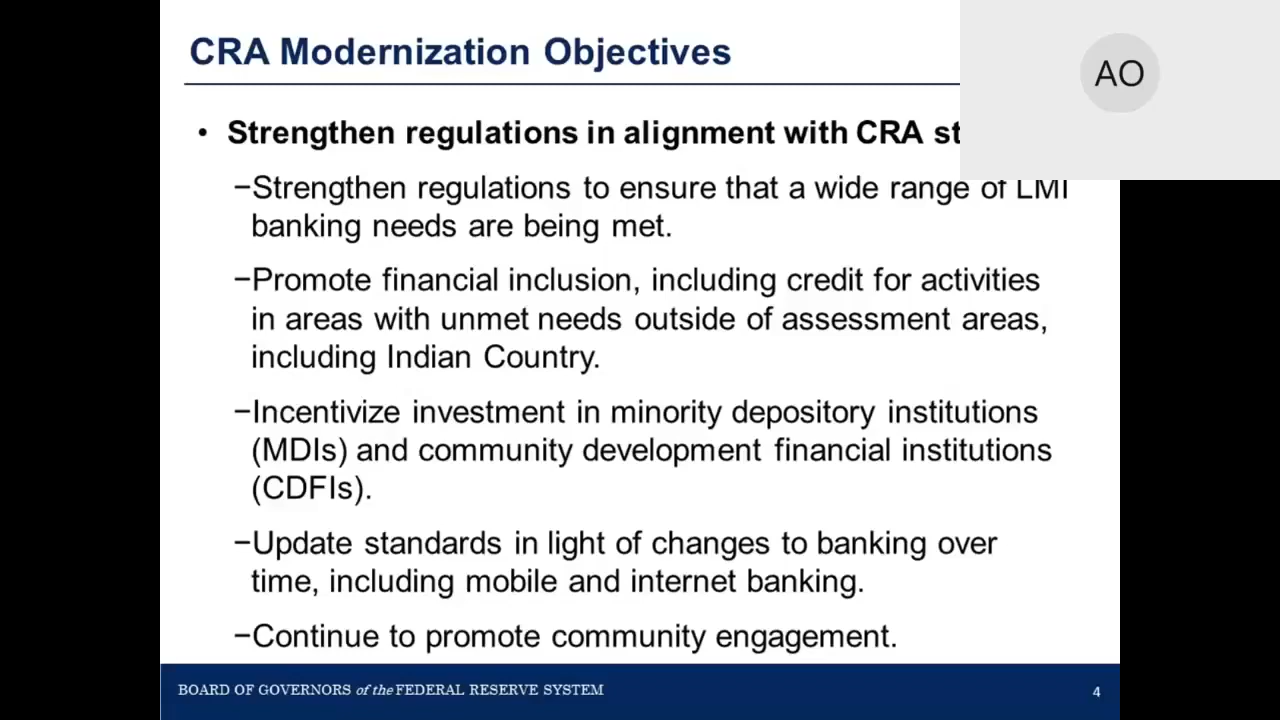 CRA Modernization Objectives
AO
• Strengthen regulations in alignment with CRA st
−Strengthen regulations to ensure that a wide range of LMI
banking needs are being met.
−Promote financial inclusion, including credit for activities
in areas with unmet needs outside of assessment areas,
including Indian Country.
−Incentivize investment in minority depository institutions
(MDIs) and community development financial institutions
(CDFIs).
−Update standards in light of changes to banking over
time, including mobile and internet banking.
−Continue to promote community engagement.
BOARD OF GOVERNORS of the FEDERAL RESERVE SYSTEM
4